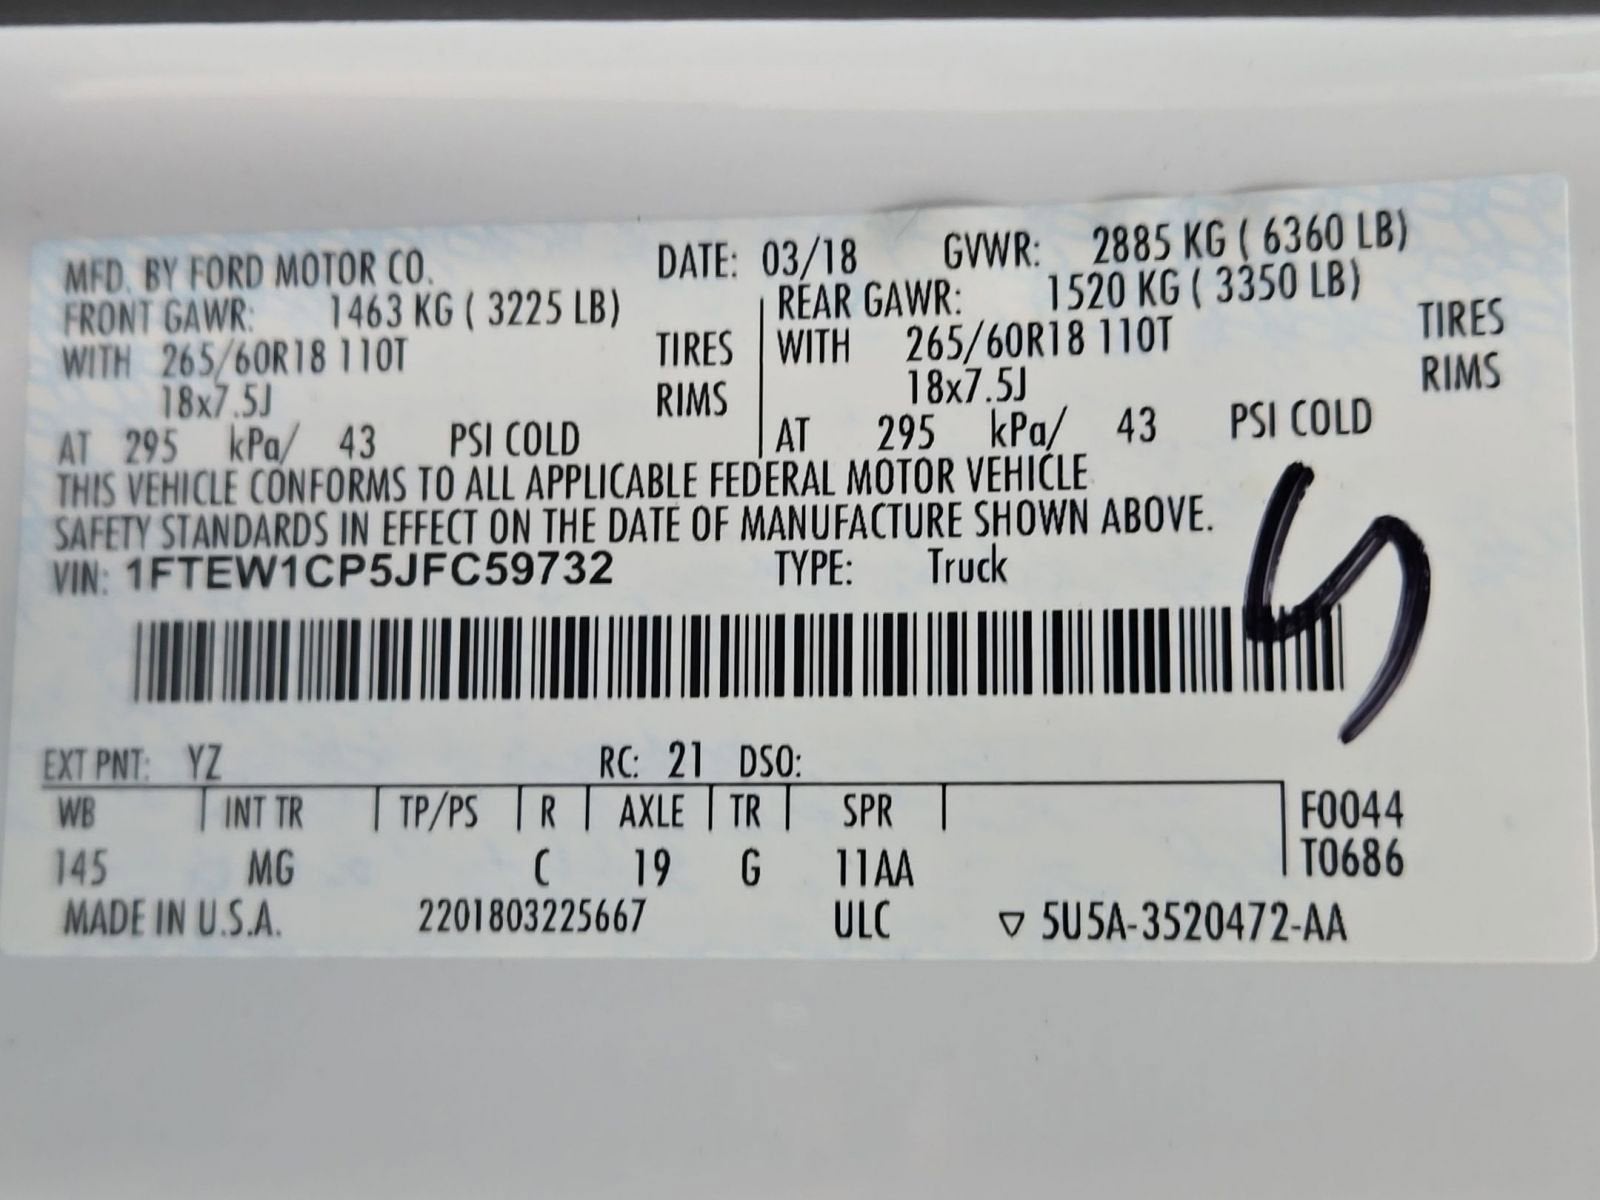 MFD. BY FORD MOTOR CO. DATE: 03/18 GVWR: 2885 KG ( 6360 LB)
FRONT GAWR: 1463 KG ( 3225 LB) REAR GAWR: 1520 KG ( 3350 LB)
WITH 265/60R18 110T TIRES WITH 265/60R18 110T TIRES
18x7.5J RIMS 18x7.5J RIMS
AT 295 kPa/ 43 PSI COLD AT 295 kPa/ 43 PSI COLD
THIS VEHICLE CONFORMS TO ALL APPLICABLE FEDERAL MOTOR VEHICLE
SAFETY STANDARDS IN EFFECT ON THE DATE OF MANUFACTURE SHOWN ABOVE.
VIN: 1FTEW1CP5JFC59732 TYPE: Truck
EXT PNT: YZ RC: 21 DSO:
WB INT TR TP/PS R AXLE TR SPR F0044
145 MG C 19 G 11AA T0686
MADE IN U.S.A. 2201803225667 ULC ▽ 5U5A-3520472-AA